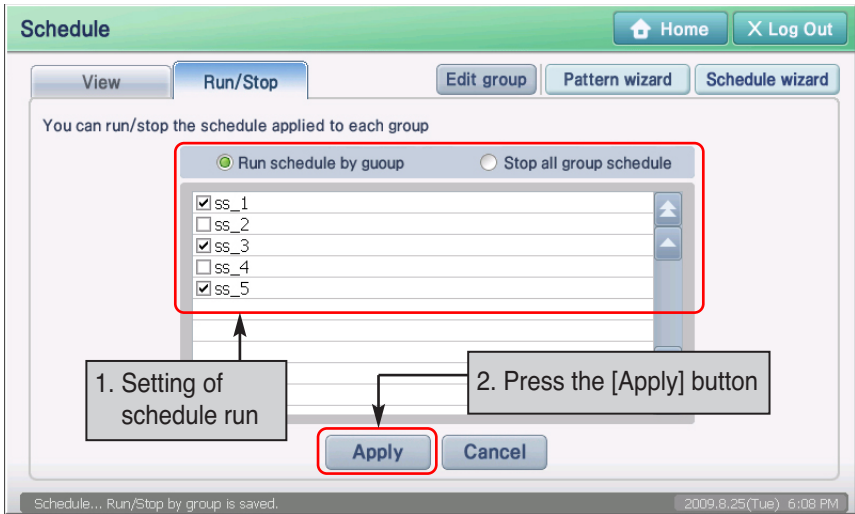 Schedule
Home
X Log Out
View
Run/Stop
Edit group
Pattern wizard
Schedule wizard
You can run/stop the schedule applied to each group
Run schedule by guoup
Stop all group schedule
ss_1
ss_2
ss_3
ss_4
ss_5
1. Setting of
schedule run
2. Press the [Apply] button
Apply
Cancel
Schedule... Run/Stop by group is saved.
2009.8.25(Tue) 6:08 PM